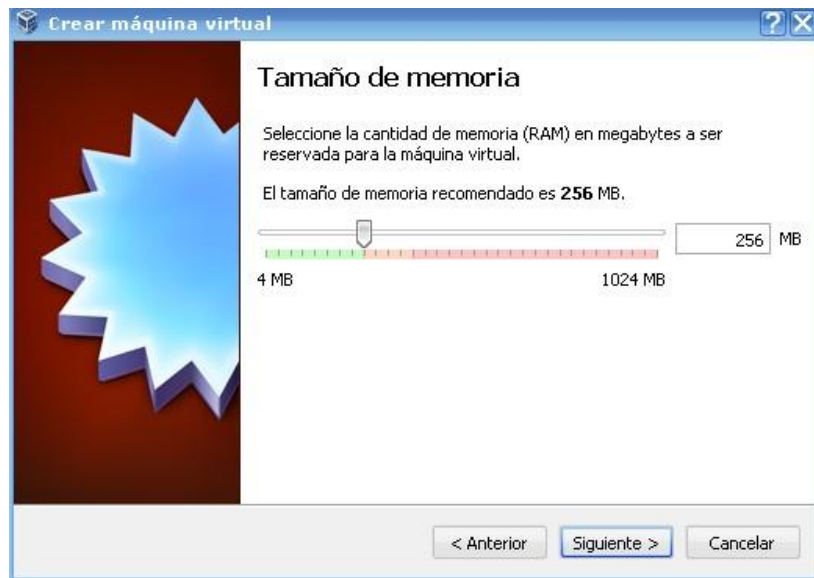 Crear máquina virtual
Tamaño de memoria
Seleccione la cantidad de memoria (RAM) en megabytes a ser
reservada para la máquina virtual.
El tamaño de memoria recomendado es 256 MB.
256 MB
4 MB 1024 MB
< Anterior Siguiente > Cancelar